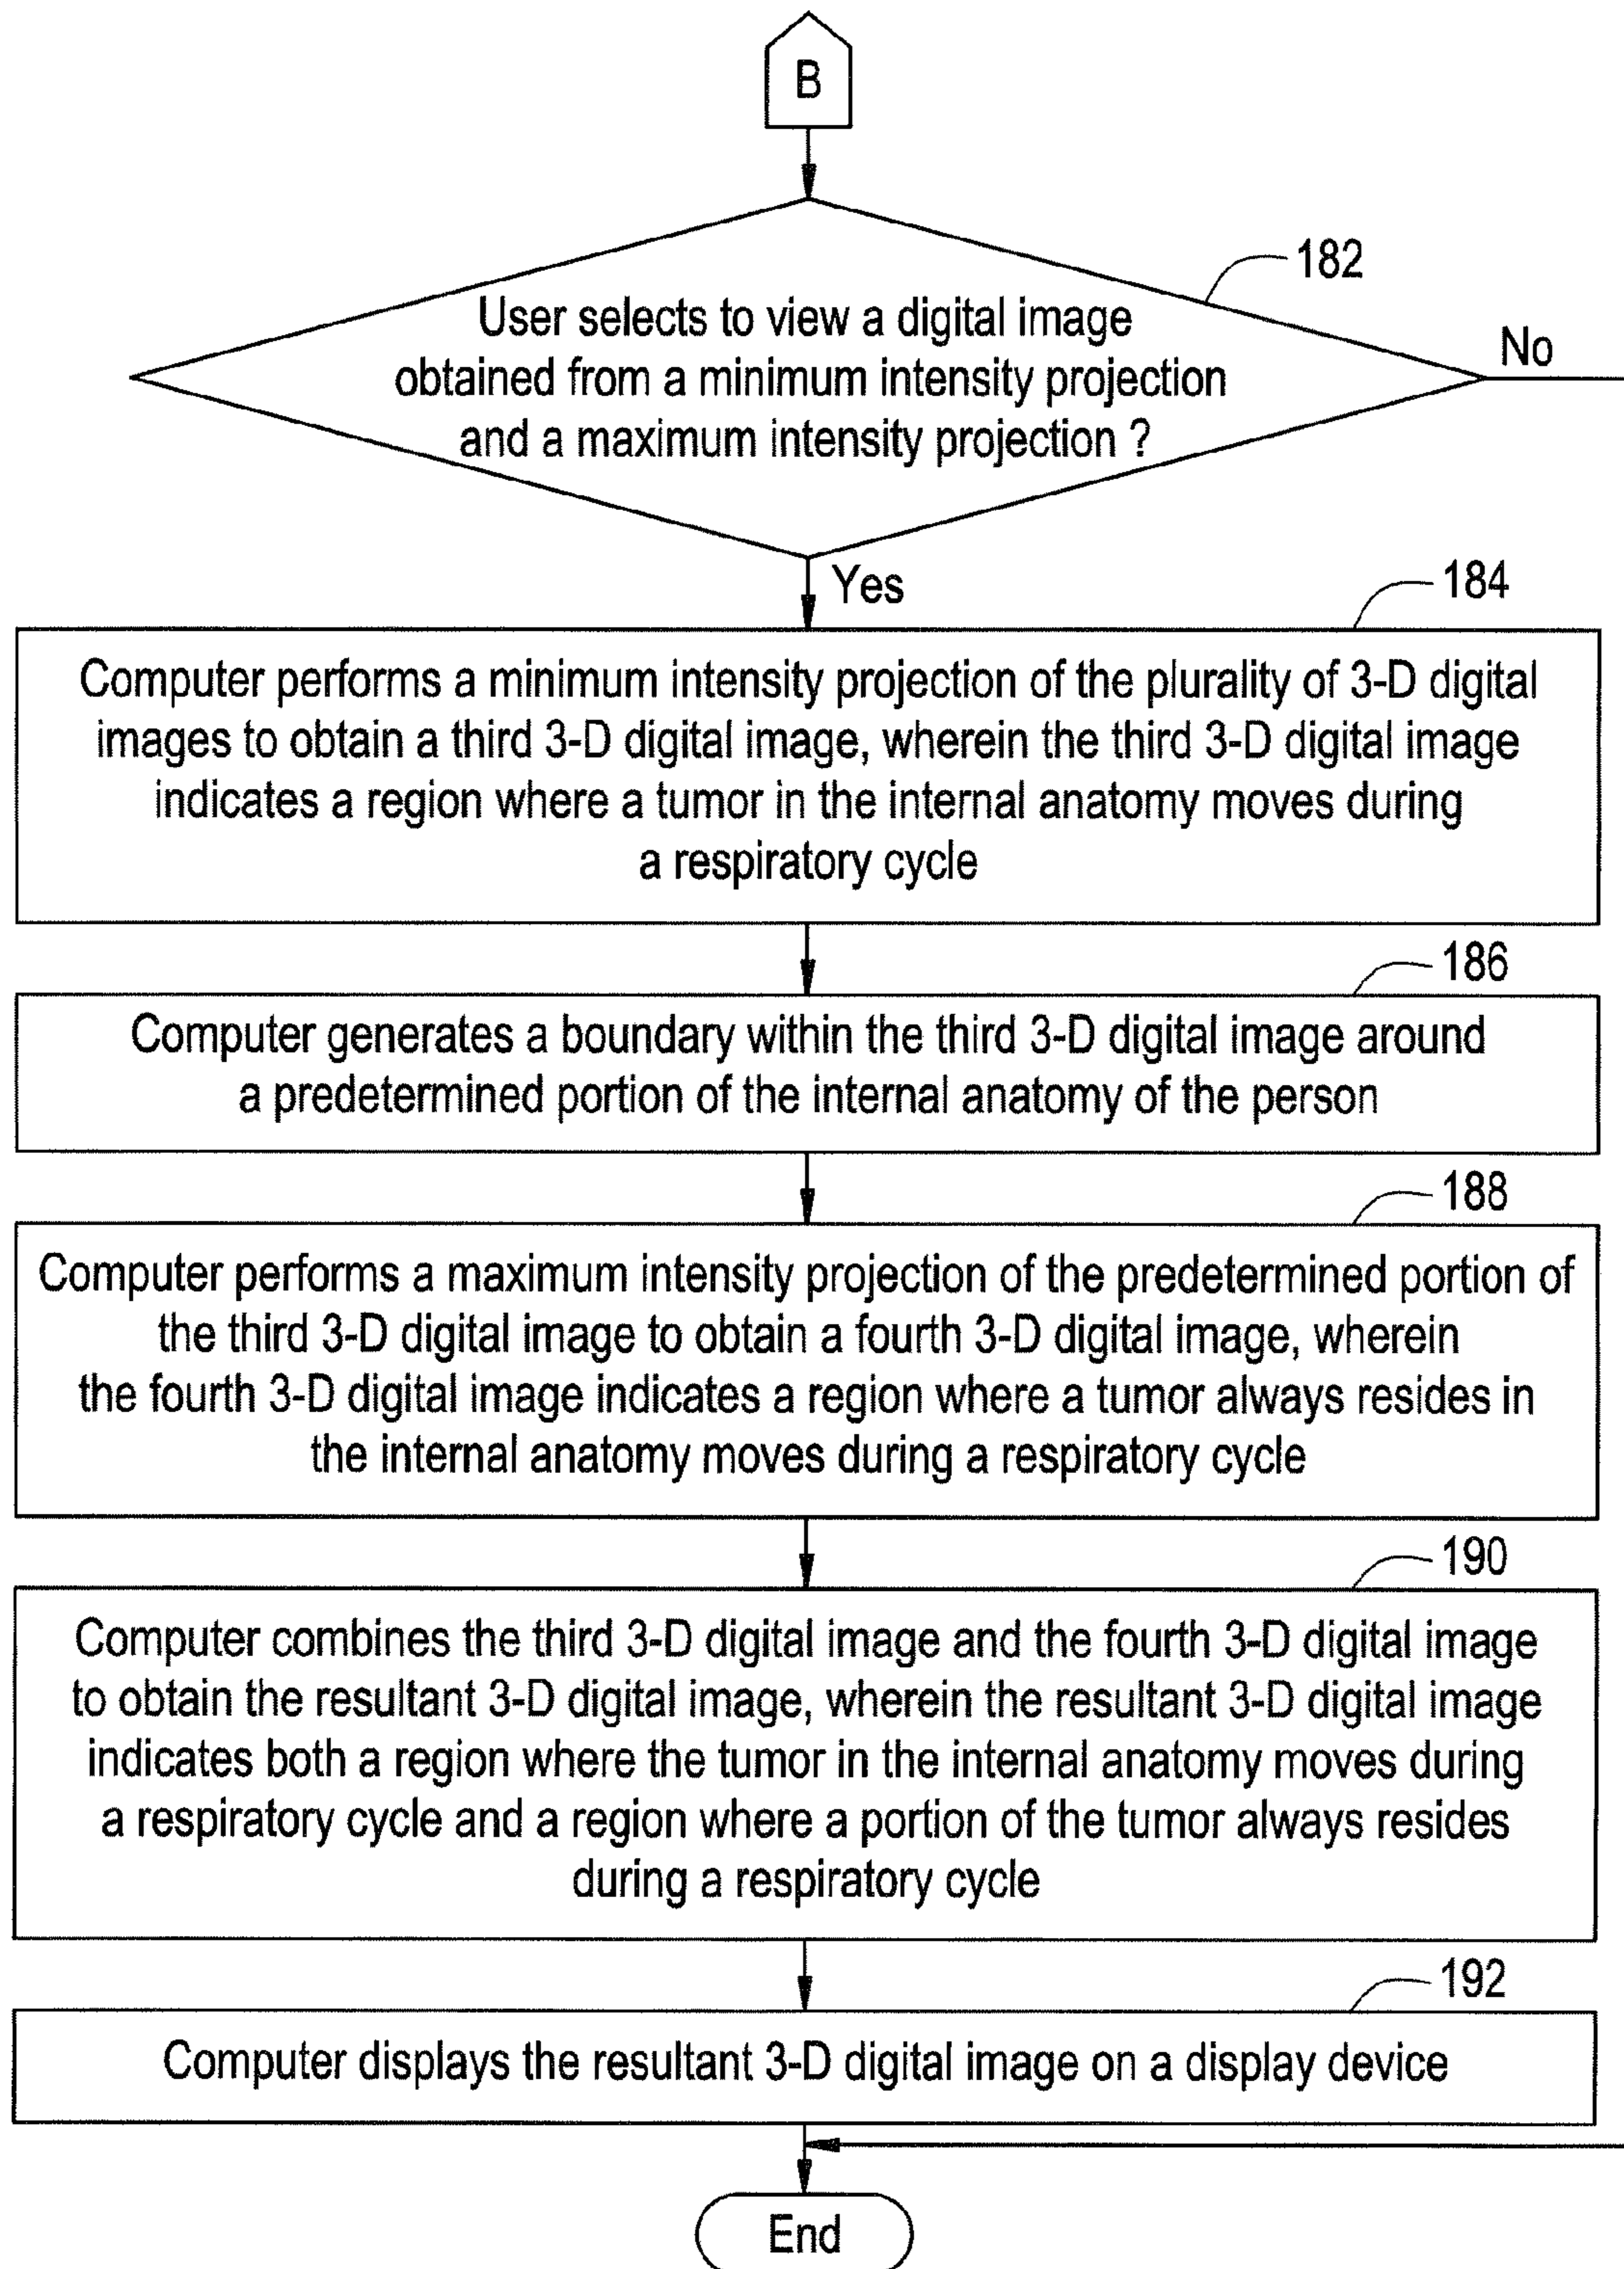 B
182
User selects to view a digital image
obtained from a minimum intensity projection
and a maximum intensity projection ?
No
Yes
184
Computer performs a minimum intensity projection of the plurality of 3-D digital
images to obtain a third 3-D digital image, wherein the third 3-D digital image
indicates a region where a tumor in the internal anatomy moves during
a respiratory cycle
186
Computer generates a boundary within the third 3-D digital image around
a predetermined portion of the internal anatomy of the person
188
Computer performs a maximum intensity projection of the predetermined portion of
the third 3-D digital image to obtain a fourth 3-D digital image, wherein
the fourth 3-D digital image indicates a region where a tumor always resides in
the internal anatomy moves during a respiratory cycle
190
Computer combines the third 3-D digital image and the fourth 3-D digital image
to obtain the resultant 3-D digital image, wherein the resultant 3-D digital image
indicates both a region where the tumor in the internal anatomy moves during
a respiratory cycle and a region where a portion of the tumor always resides
during a respiratory cycle
192
Computer displays the resultant 3-D digital image on a display device
End